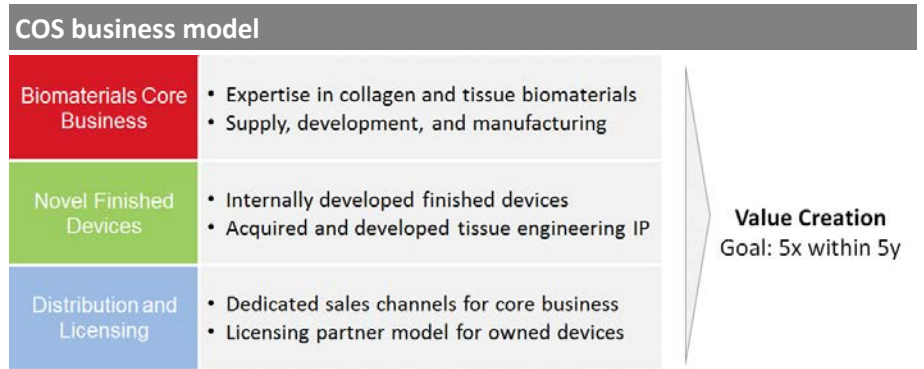 COS business model
Biomaterials Core
Business
• Expertise in collagen and tissue biomaterials
• Supply, development, and manufacturing
Novel Finished
Devices
• Internally developed finished devices
• Acquired and developed tissue engineering IP
Distribution and
Licensing
• Dedicated sales channels for core business
• Licensing partner model for owned devices
Value Creation
Goal: 5x within 5y